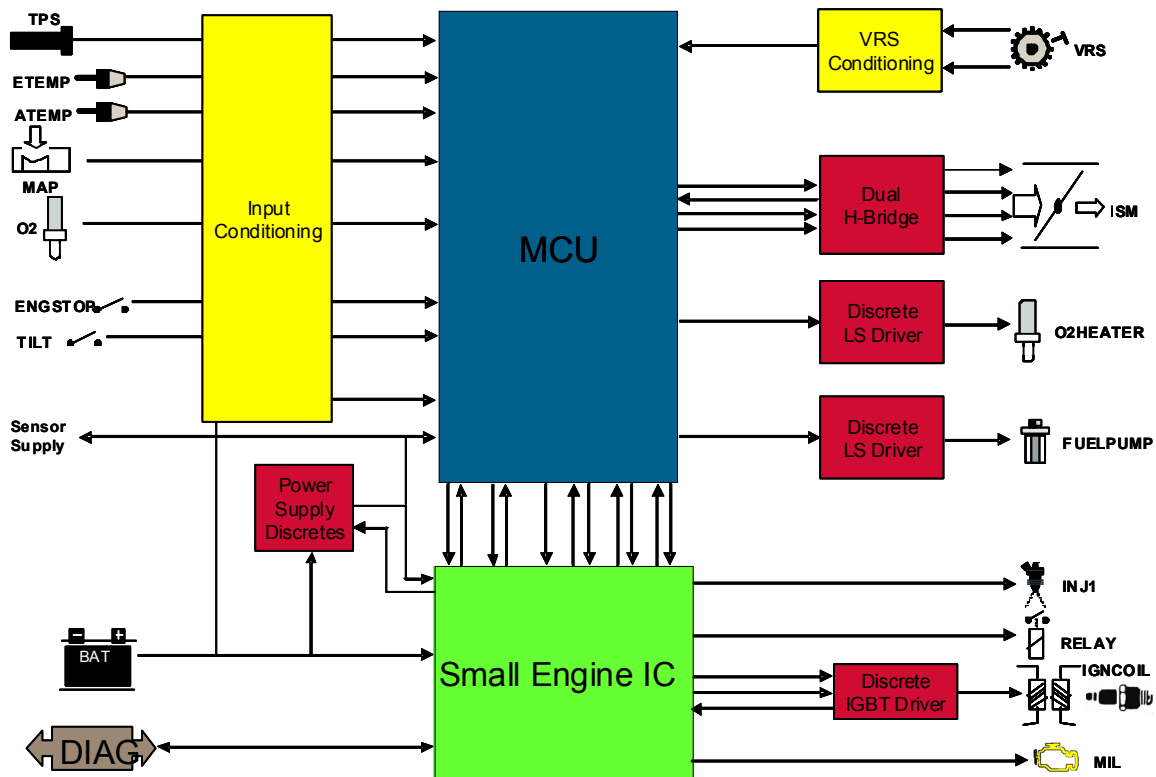 TPS
ETEMP
ATEMP
MAP
O2
ENGSTOP
TILT
Sensor
Supply
Input
Conditioning
MCU
VRS
Conditioning
VRS
Dual
H-Bridge
ISM
Discrete
LS Driver
O2HEATER
Discrete
LS Driver
FUELPUMP
Power
Supply
Discretes
BAT
DIAG
Small Engine IC
INJ1
RELAY
Discrete
IGBT Driver
IGNCOIL
MIL